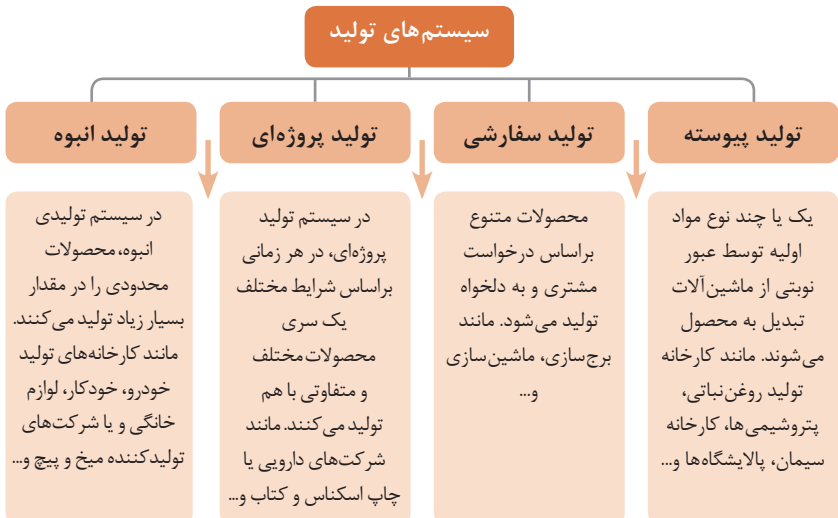 سیستم‌های تولید
تولید پیوسته
یک یا چند نوع مواد
اولیه توسط عبور
نوبتی از ماشین‌آلات
تبدیل به محصول
می‌شوند. مانند کارخانه
تولید روغن‌نباتی،
پتروشیمی‌ها، کارخانه
سیمان، پالایشگاه‌ها و...
تولید سفارشی
محصولات متنوع
براساس درخواست
مشتری و به دلخواه
تولید می‌شود. مانند
برج‌سازی، ماشین‌سازی
و...
تولید پروژه‌ای
در سیستم تولید
پروژه‌ای، در هر زمانی
براساس شرایط مختلف
یک سری
محصولات مختلف
و متفاوتی با هم
تولید می‌کنند. مانند
شرکت‌های دارویی یا
چاپ اسکناس و کتاب و...
تولید انبوه
در سیستم تولیدی
انبوه، محصولات
محدودی را در مقدار
بسیار زیاد تولید می‌کنند.
مانند کارخانه‌های تولید
خودرو، خودکار، لوازم
خانگی و یا شرکت‌های
تولیدکننده میخ و پیچ و...